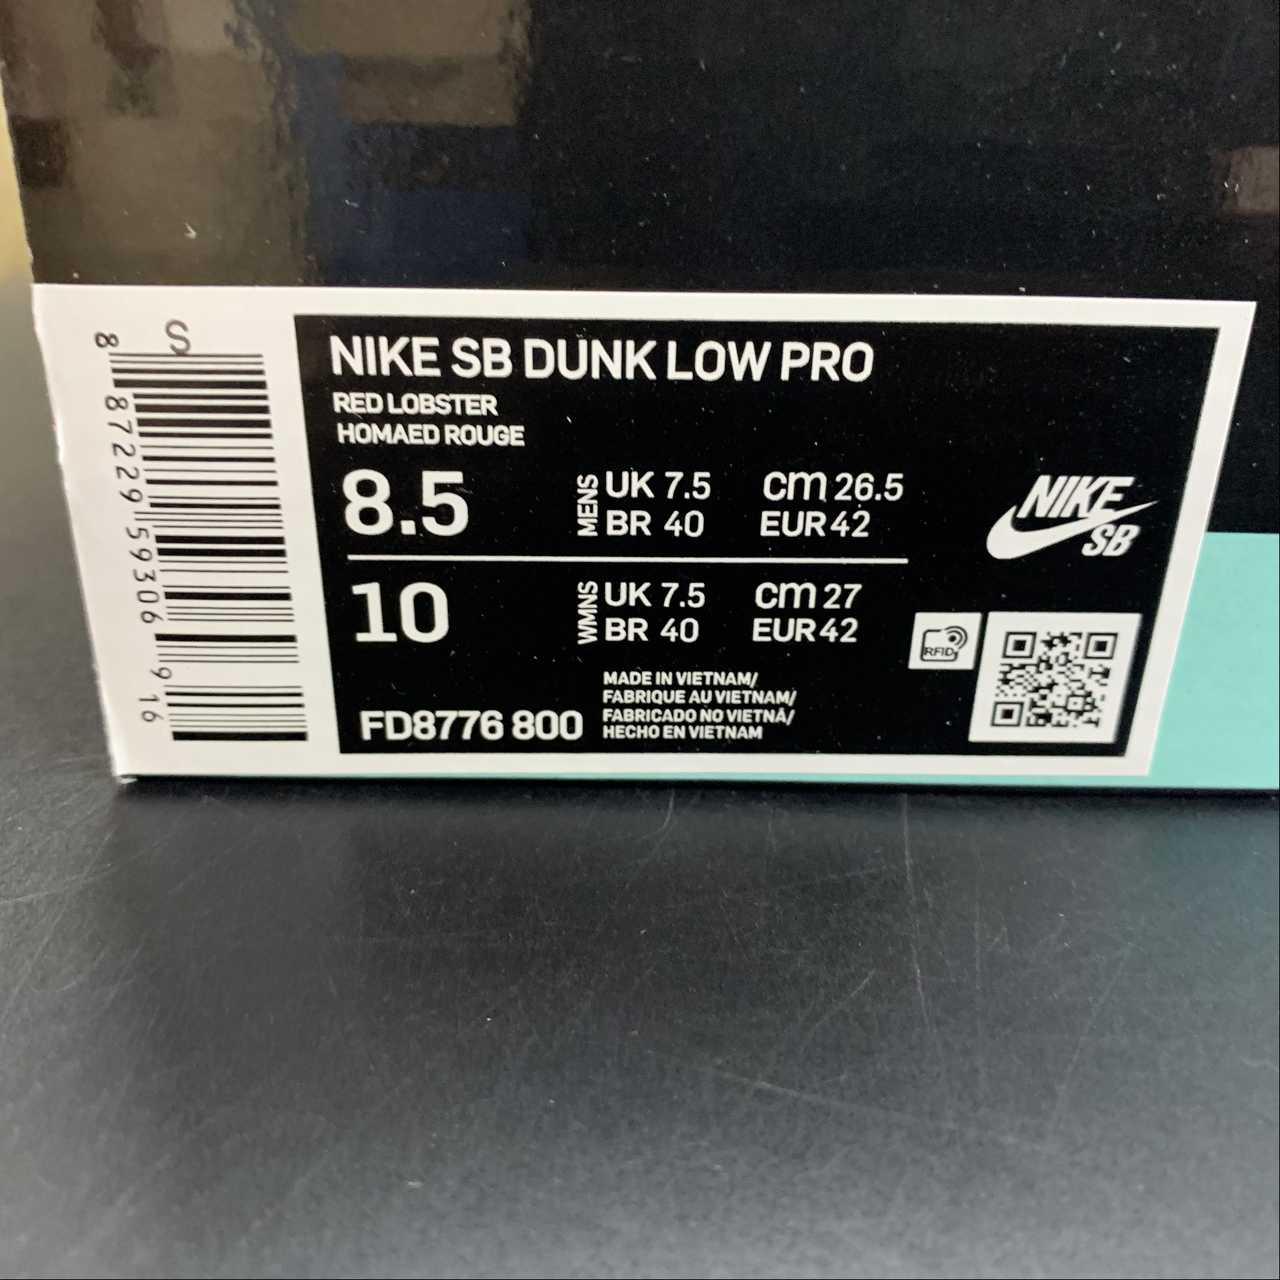 S
8 87229 59306 9 16
NIKE SB DUNK LOW PRO
RED LOBSTER
HOMAED ROUGE
8.5 MENS UK 7.5 cm 26.5
BR 40 EUR 42
10 WMNS UK 7.5 cm 27
BR 40 EUR 42
NIKE
SB
RFID
MADE IN VIETNAM/
FABRIQUE AU VIETNAM/
FABRICADO NO VIETNÃ/
HECHO EN VIETNAM
FD8776 800